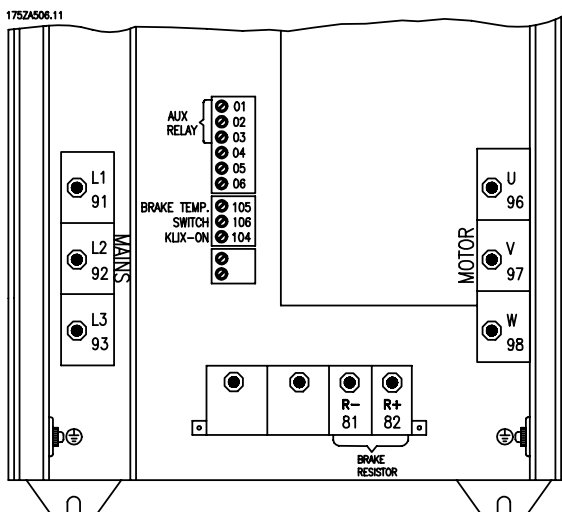 175ZA506.11
AUX
RELAY
01
02
03
04
05
06
BRAKE TEMP.
SWITCH
KLIX-ON
105
106
104
L1
91
L2
92
L3
93
MAINS
U
96
V
97
W
98
MOTOR
R-
81
R+
82
BRAKE
RESISTOR